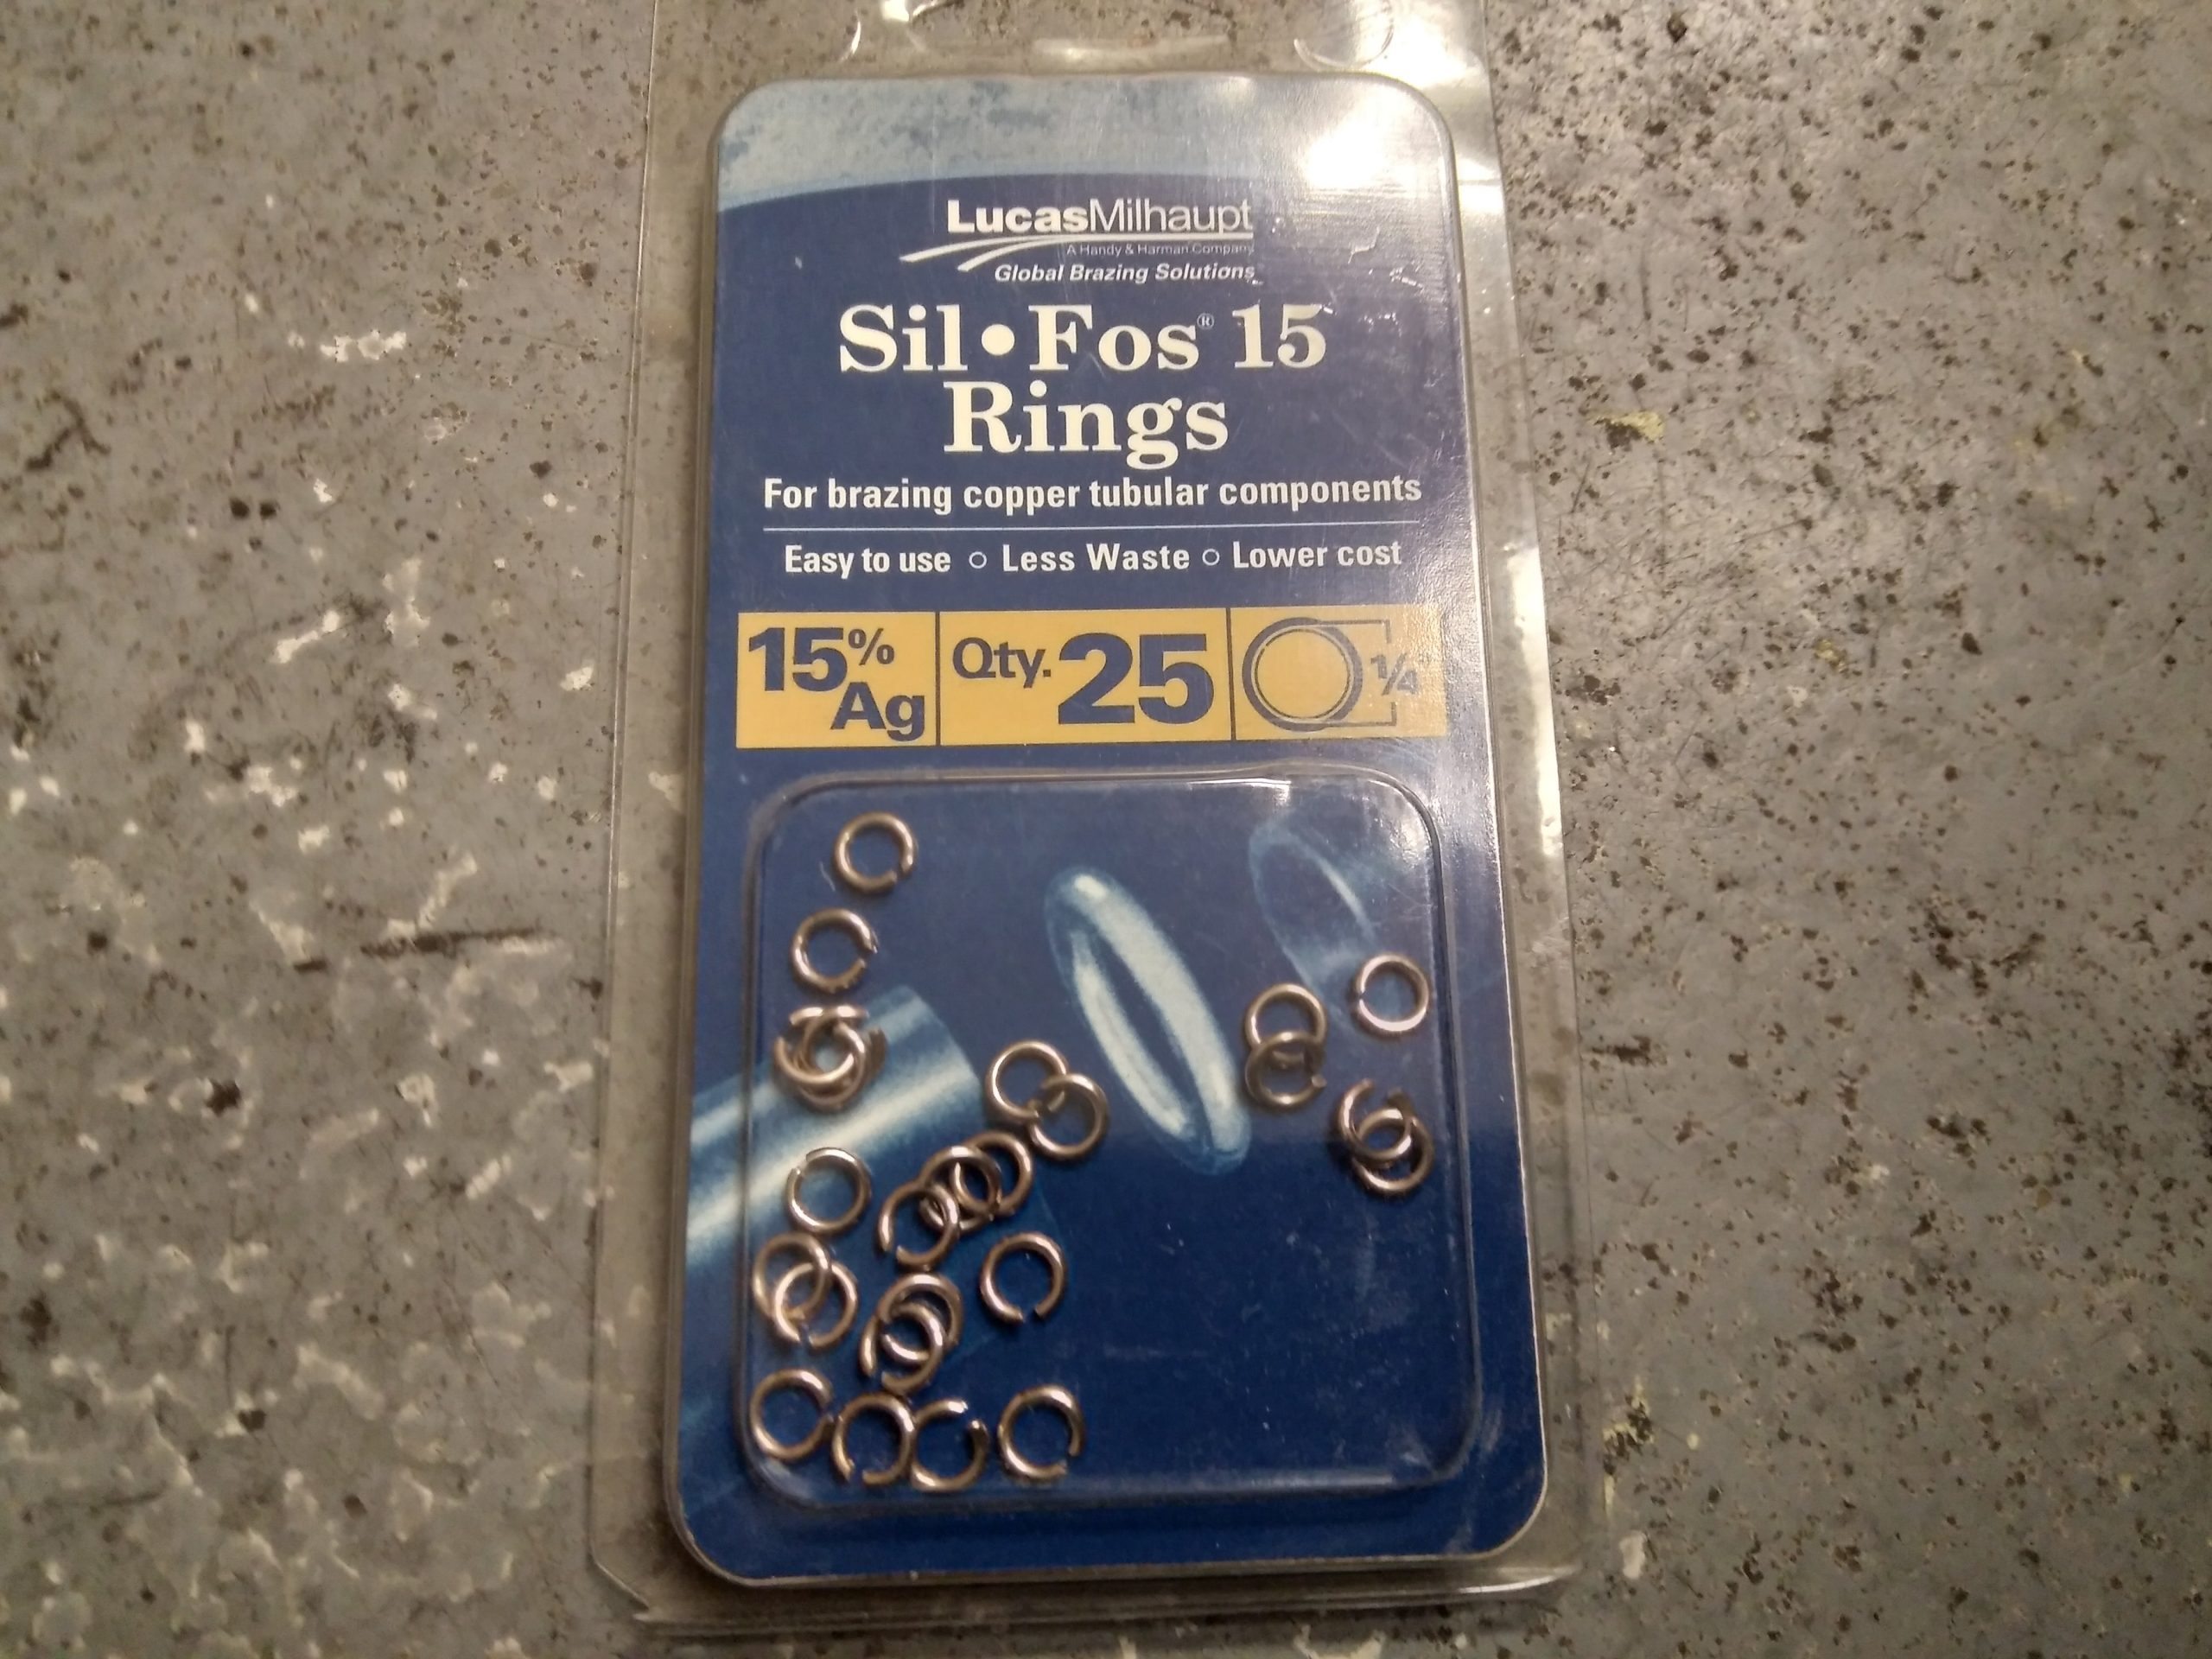 LucasMilhaupt
A Handy & Harman Company
Global Brazing Solutions
Sil•Fos® 15
Rings
For brazing copper tubular components
Easy to use ○ Less Waste ○ Lower cost
15% Ag
Qty. 25
1/4"